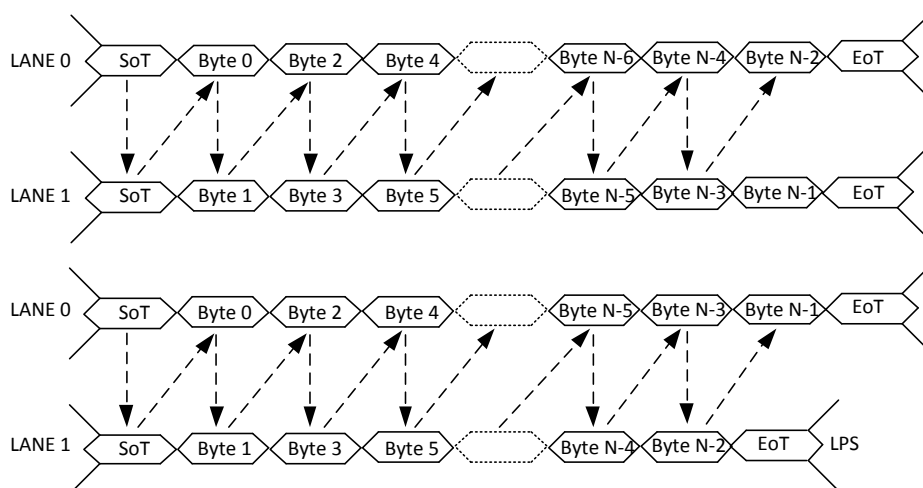 LANE 0 SoT Byte 0 Byte 2 Byte 4 Byte N-6 Byte N-4 Byte N-2 EoT
LANE 1 SoT Byte 1 Byte 3 Byte 5 Byte N-5 Byte N-3 Byte N-1 EoT
LANE 0 SoT Byte 0 Byte 2 Byte 4 Byte N-5 Byte N-3 Byte N-1 EoT
LANE 1 SoT Byte 1 Byte 3 Byte 5 Byte N-4 Byte N-2 EoT LPS